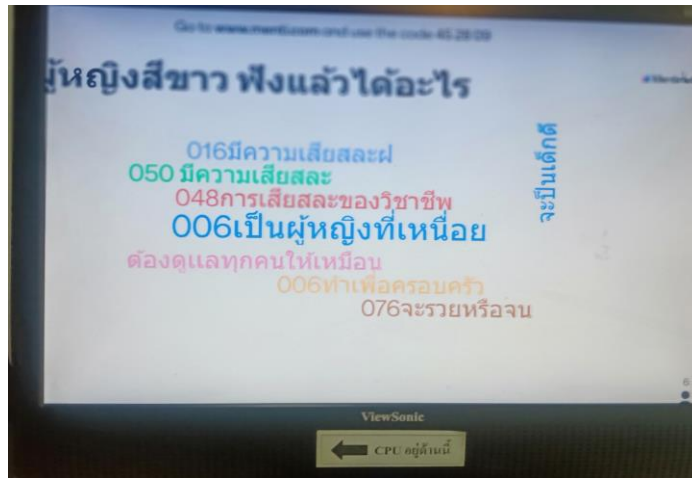 Go to www.menti.com and use the code 45 28 09
ผู้หญิงสีขาว ฟังแล้วได้อะไร
016มีความเสียสละฝ
050 มีความเสียสละ
048การเสียสละของวิชาชีพ
006เป็นผู้หญิงที่เหนื่อย
ต้องดูแลทุกคนให้เหมือน
006ทำเพื่อครอบครัว
076จะรวยหรือจน
จะเป็นเด็กดี
6
ViewSonic
CPU อยู่ด้านนี้